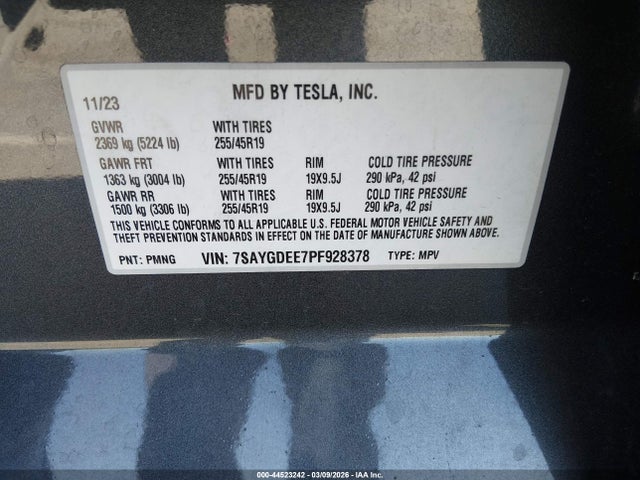 MFD BY TESLA, INC.
11/23
GVWR WITH TIRES
2369 kg (5224 lb) 255/45R19
GAWR FRT WITH TIRES RIM COLD TIRE PRESSURE
1363 kg (3004 lb) 255/45R19 19X9.5J 290 kPa, 42 psi
GAWR RR WITH TIRES RIM COLD TIRE PRESSURE
1500 kg (3306 lb) 255/45R19 19X9.5J 290 kPa, 42 psi
THIS VEHICLE CONFORMS TO ALL APPLICABLE U.S. FEDERAL MOTOR VEHICLE SAFETY AND
THEFT PREVENTION STANDARDS IN EFFECT ON THE DATE OF MANUFACTURE SHOWN ABOVE.
PNT: PMNG VIN: 7SAYGDEE7PF928378 TYPE: MPV
000-44523242 | 03/09/2026 | IAA Inc.